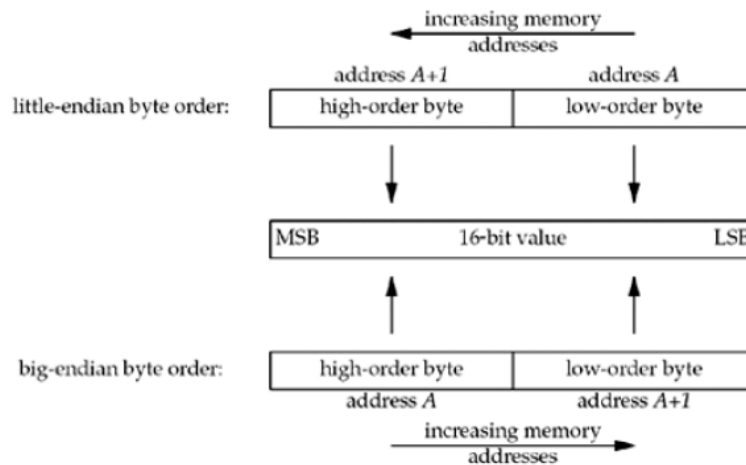 increasing memory
addresses
address A+1 address A
little-endian byte order: high-order byte low-order byte
MSB 16-bit value LSB
big-endian byte order: high-order byte low-order byte
address A address A+1
increasing memory
addresses